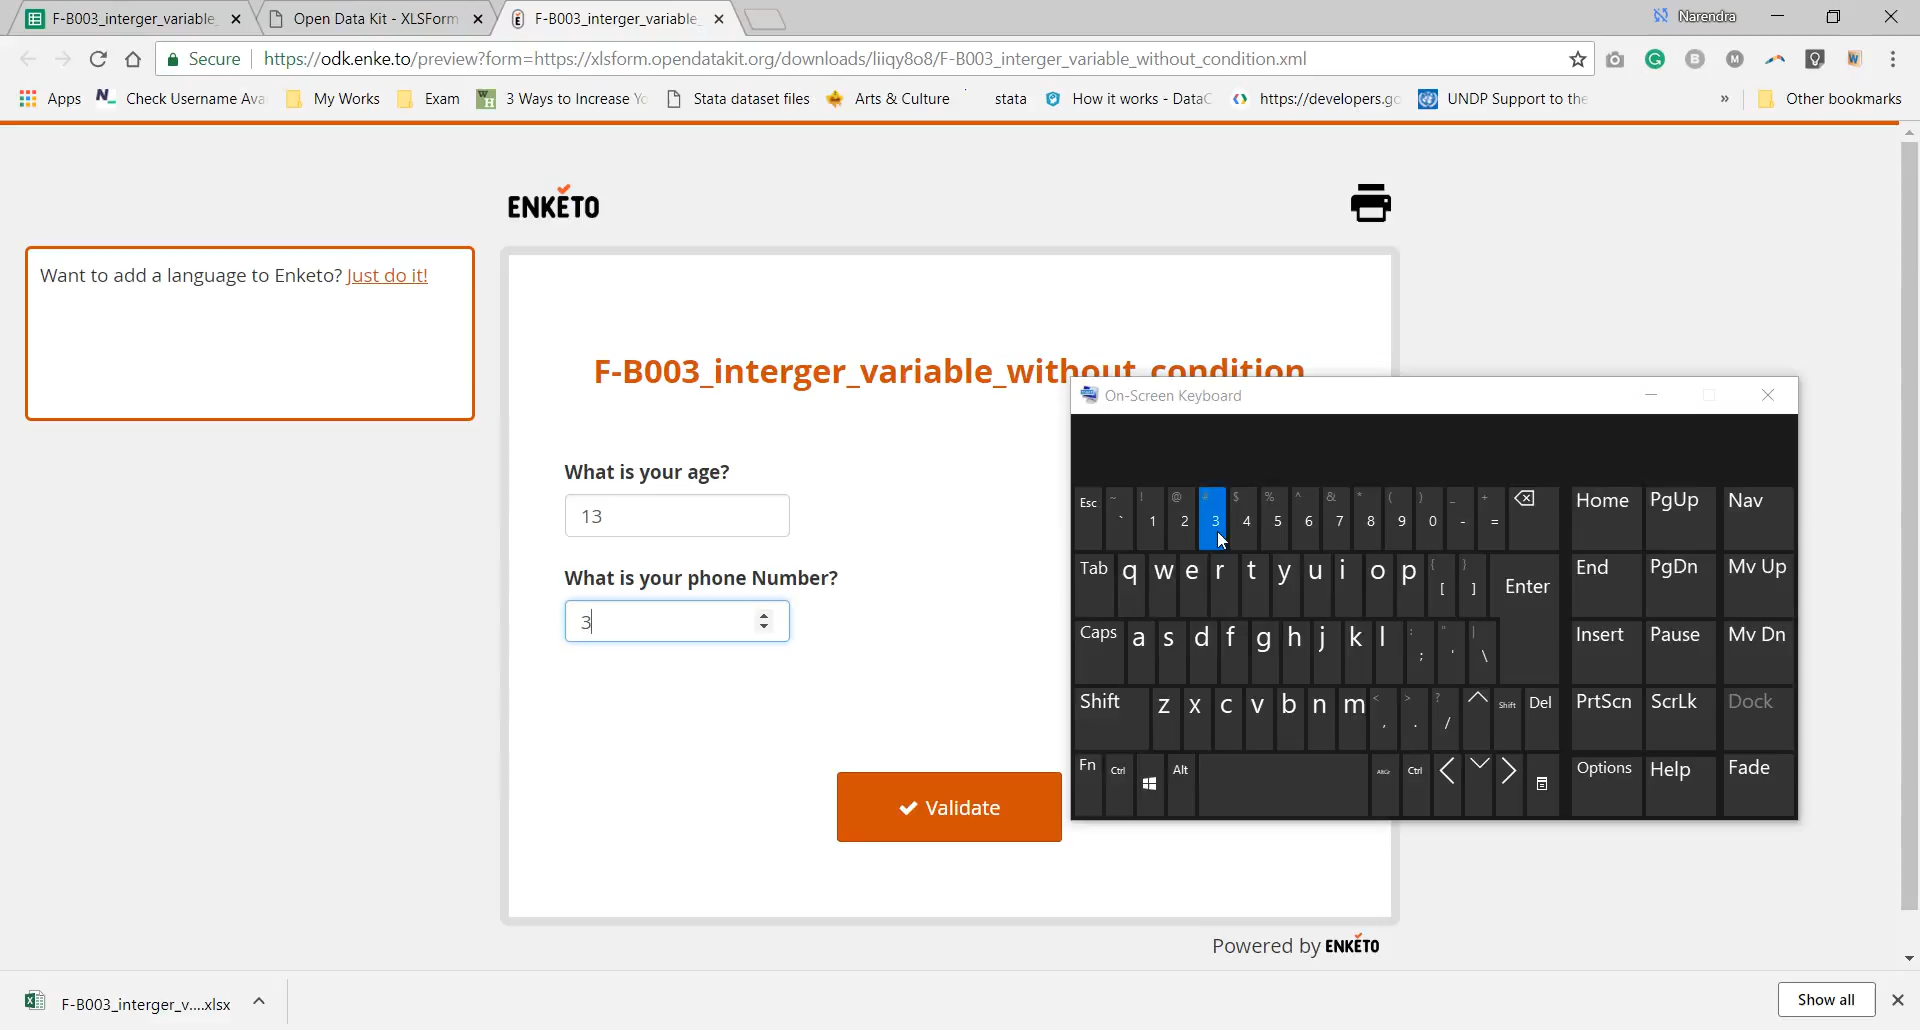 F-B003_interger_variable_
Open Data Kit - XLSForm
F-B003_interger_variable_
Narendra
Secure
https://odk.enke.to/preview?form=https://xlsform.opendatakit.org/downloads/liiqy8o8/F-B003_interger_variable_without_condition.xml
Apps
Check Username Ava
My Works
Exam
3 Ways to Increase Yo
Stata dataset files
Arts & Culture
stata
How it works - DataC
https://developers.gc
UNDP Support to the
»
Other bookmarks
ENKETO
Want to add a language to Enketo? Just do it!
F-B003_interger_variable_without_condition
What is your age?
13
What is your phone Number?
3
Validate
Powered by ENKETO
On-Screen Keyboard
Esc ~ ` ! 1 @ 2 # 3 $ 4 % 5 ^ 6 & 7 * 8 ( 9 ) 0 _ - + = Home PgUp Nav
Tab q w e r t y u i o p { [ } ] Enter End PgDn Mv Up
Caps a s d f g h j k l : ; " ' | \ Insert Pause Mv Dn
Shift z x c v b n m < , > . ? / Shift Del PrtScn ScrLk Dock
Fn Ctrl Alt Ctrl Options Help Fade
F-B003_interger_v....xlsx
Show all